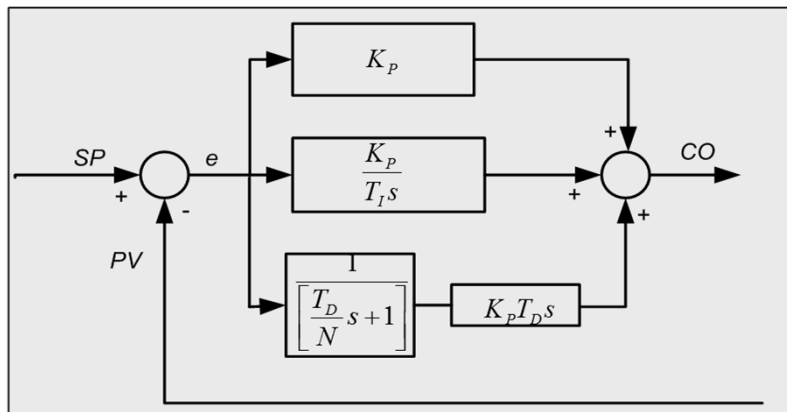 K_P
SP
e
K_P
T_I s
CO
+
-
+
+
+
PV
1
[T_D/N s + 1]
K_P T_D s